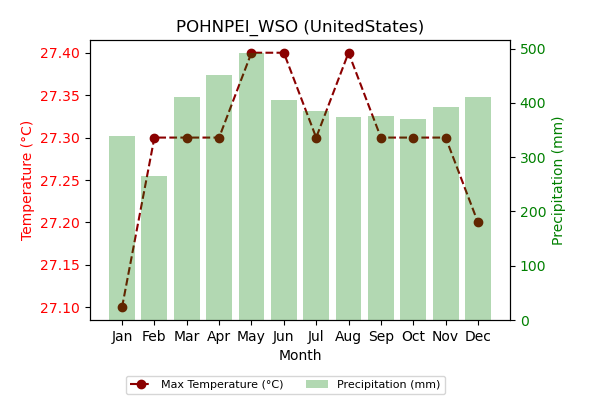 POHNPEI_WSO (UnitedStates)
27.40
27.35
27.30
27.25
27.20
27.15
27.10
Temperature (°C)
500
400
300
200
100
0
Precipitation (mm)
Jan Feb Mar Apr May Jun Jul Aug Sep Oct Nov Dec
Month
Max Temperature (°C) Precipitation (mm)